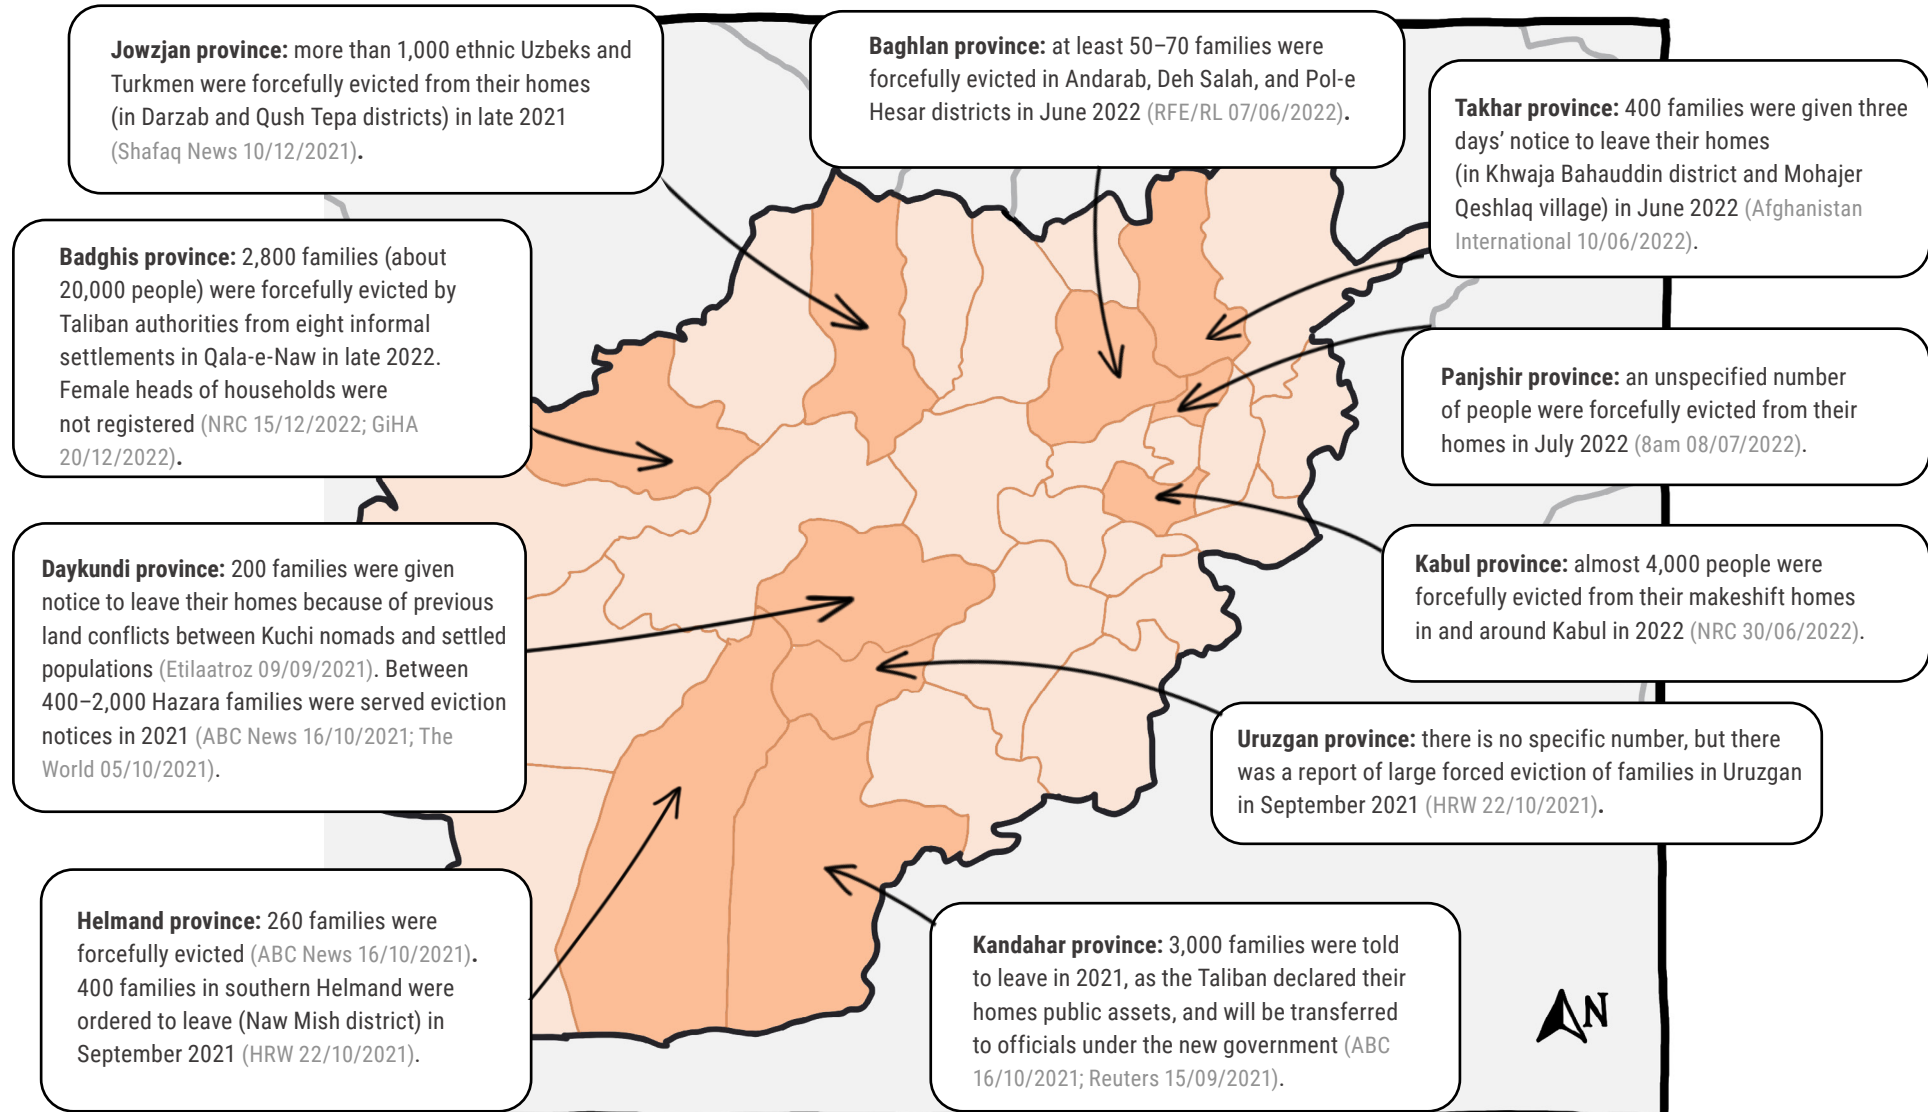 Jowzjan province: more than 1,000 ethnic Uzbeks and
Turkmen were forcefully evicted from their homes
(in Darzab and Qush Tepa districts) in late 2021
(Shafaq News 10/12/2021).
Baghlan province: at least 50–70 families were
forcefully evicted in Andarab, Deh Salah, and Pol-e
Hesar districts in June 2022 (RFE/RL 07/06/2022).
Takhar province: 400 families were given three
days’ notice to leave their homes
(in Khwaja Bahauddin district and Mohajer
Qeshlaq village) in June 2022 (Afghanistan
International 10/06/2022).
Badghis province: 2,800 families (about
20,000 people) were forcefully evicted by
Taliban authorities from eight informal
settlements in Qala-e-Naw in late 2022.
Female heads of households were
not registered (NRC 15/12/2022; GiHA
20/12/2022).
Panjshir province: an unspecified number
of people were forcefully evicted from their
homes in July 2022 (8am 08/07/2022).
Daykundi province: 200 families were given
notice to leave their homes because of previous
land conflicts between Kuchi nomads and settled
populations (Etilaatroz 09/09/2021). Between
400–2,000 Hazara families were served eviction
notices in 2021 (ABC News 16/10/2021; The
World 05/10/2021).
Kabul province: almost 4,000 people were
forcefully evicted from their makeshift homes
in and around Kabul in 2022 (NRC 30/06/2022).
Uruzgan province: there is no specific number, but there
was a report of large forced eviction of families in Uruzgan
in September 2021 (HRW 22/10/2021).
Helmand province: 260 families were
forcefully evicted (ABC News 16/10/2021).
400 families in southern Helmand were
ordered to leave (Naw Mish district) in
September 2021 (HRW 22/10/2021).
Kandahar province: 3,000 families were told
to leave in 2021, as the Taliban declared their
homes public assets, and will be transferred
to officials under the new government (ABC
16/10/2021; Reuters 15/09/2021).
N